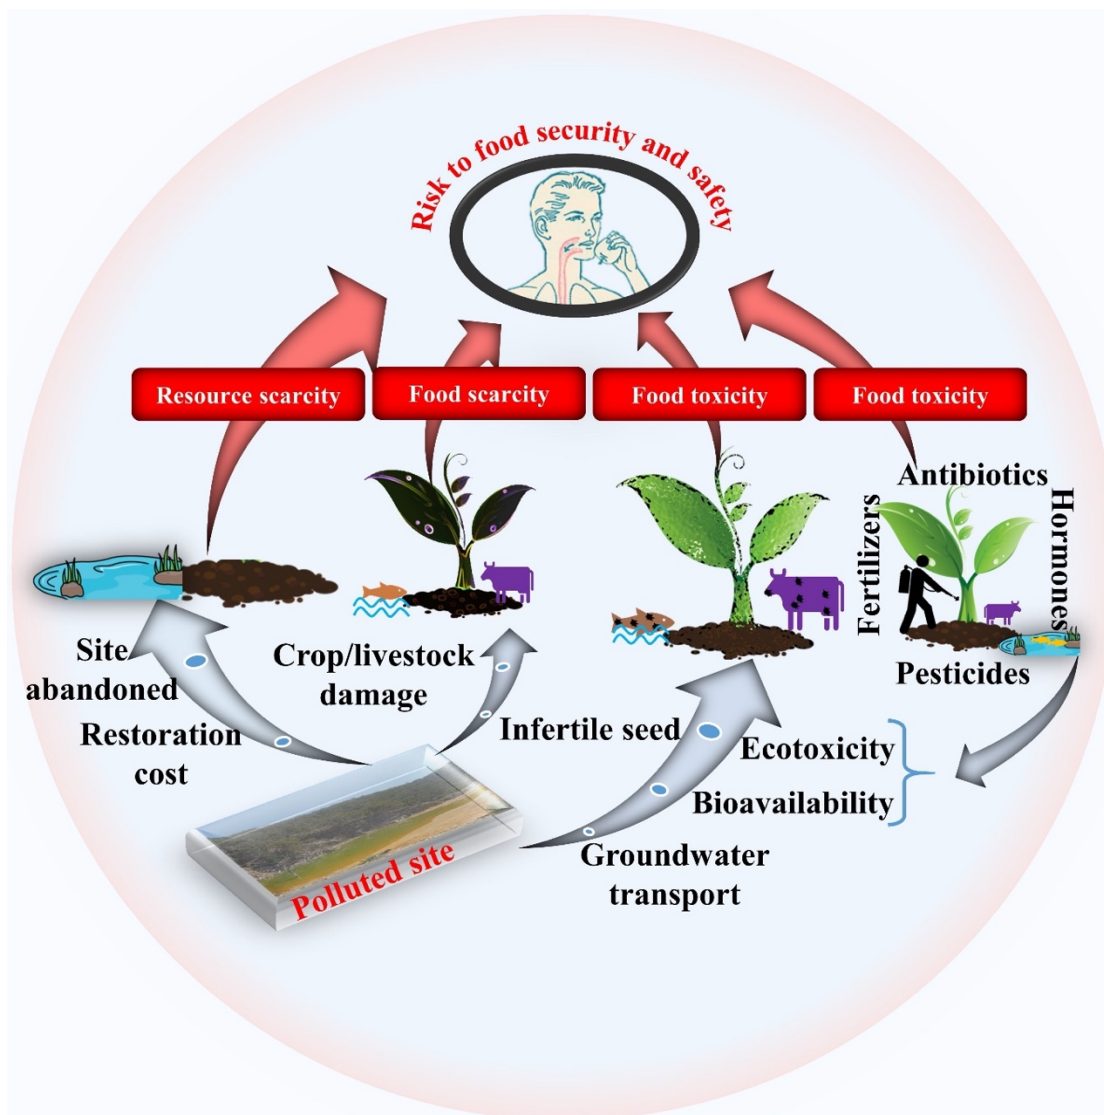 Risk to food security and safety
Resource scarcity
Food scarcity
Food toxicity
Food toxicity
Antibiotics
Fertilizers
Hormones
Pesticides
Site
abandoned
Restoration
cost
Crop/livestock
damage
Infertile seed
Ecotoxicity
Bioavailability
Groundwater
transport
Polluted site